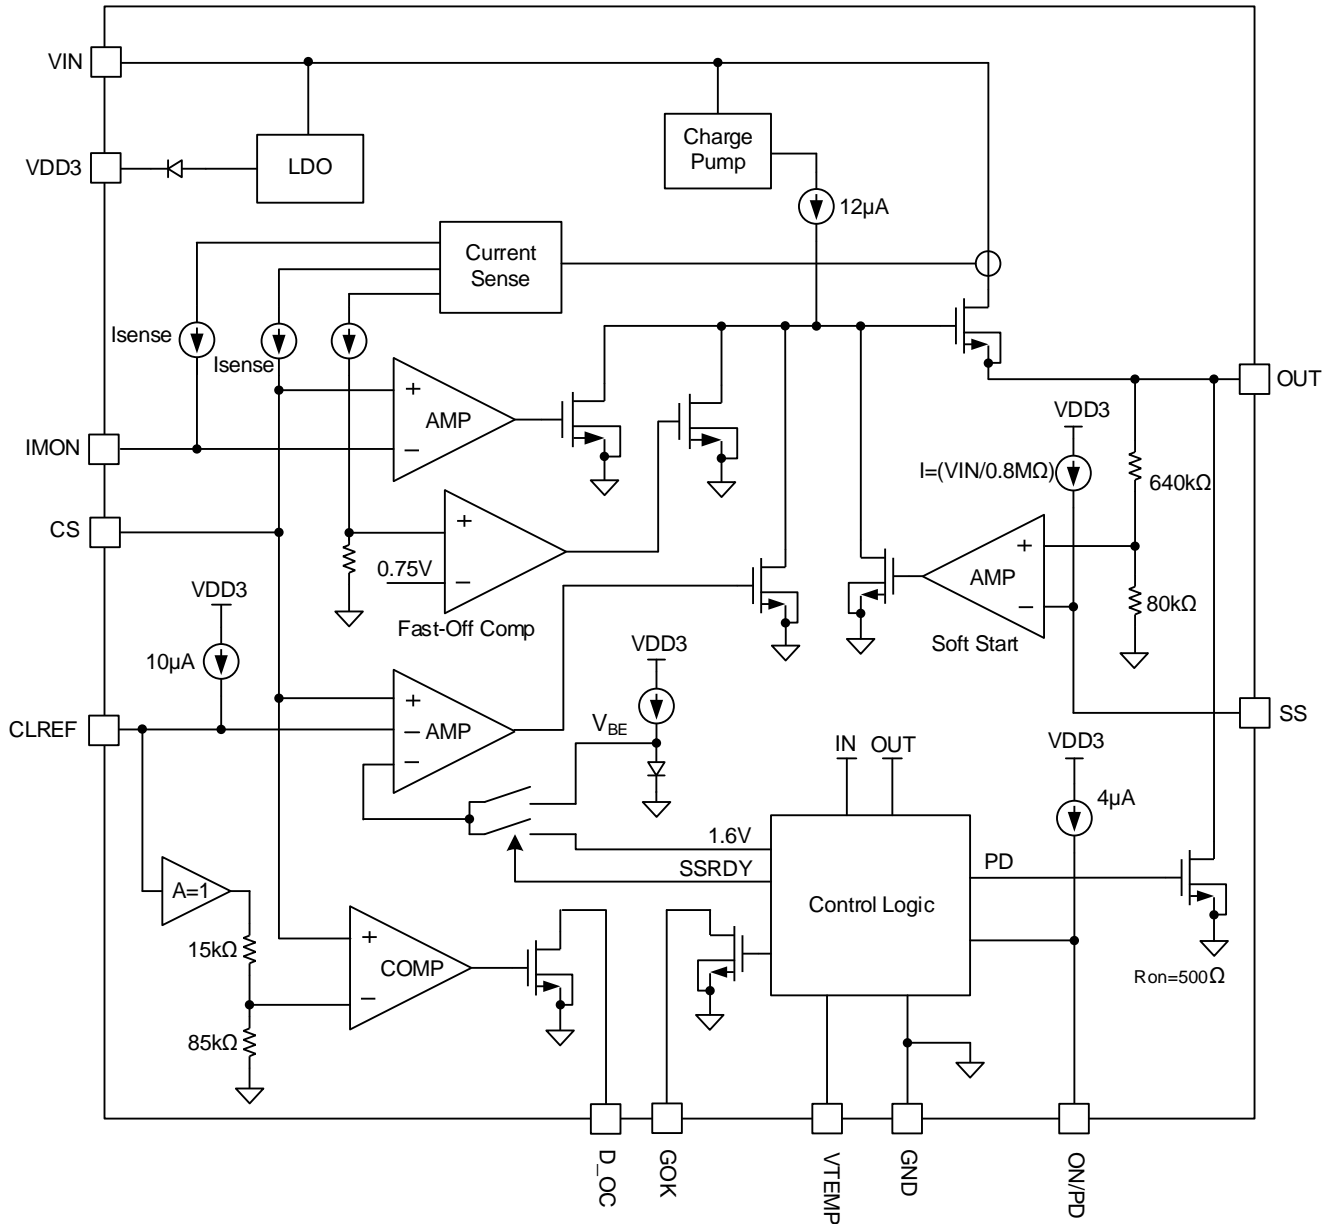 VIN
VDD3
LDO
Charge
Pump
12µA
Current
Sense
Isense
Isense
AMP
+
−
IMON
CS
OUT
VDD3
I=(VIN/0.8MΩ)
640kΩ
80kΩ
AMP
+
−
Soft Start
+
−
0.75V
Fast-Off Comp
VDD3
10µA
CLREF
+
−
−
AMP
VDD3
VBE
SS
IN
OUT
VDD3
4µA
1.6V
SSRDY
PD
Control Logic
A=1
15kΩ
85kΩ
+
−
COMP
Ron=500Ω
D_OC
GOK
VTEMP
GND
ON/PD